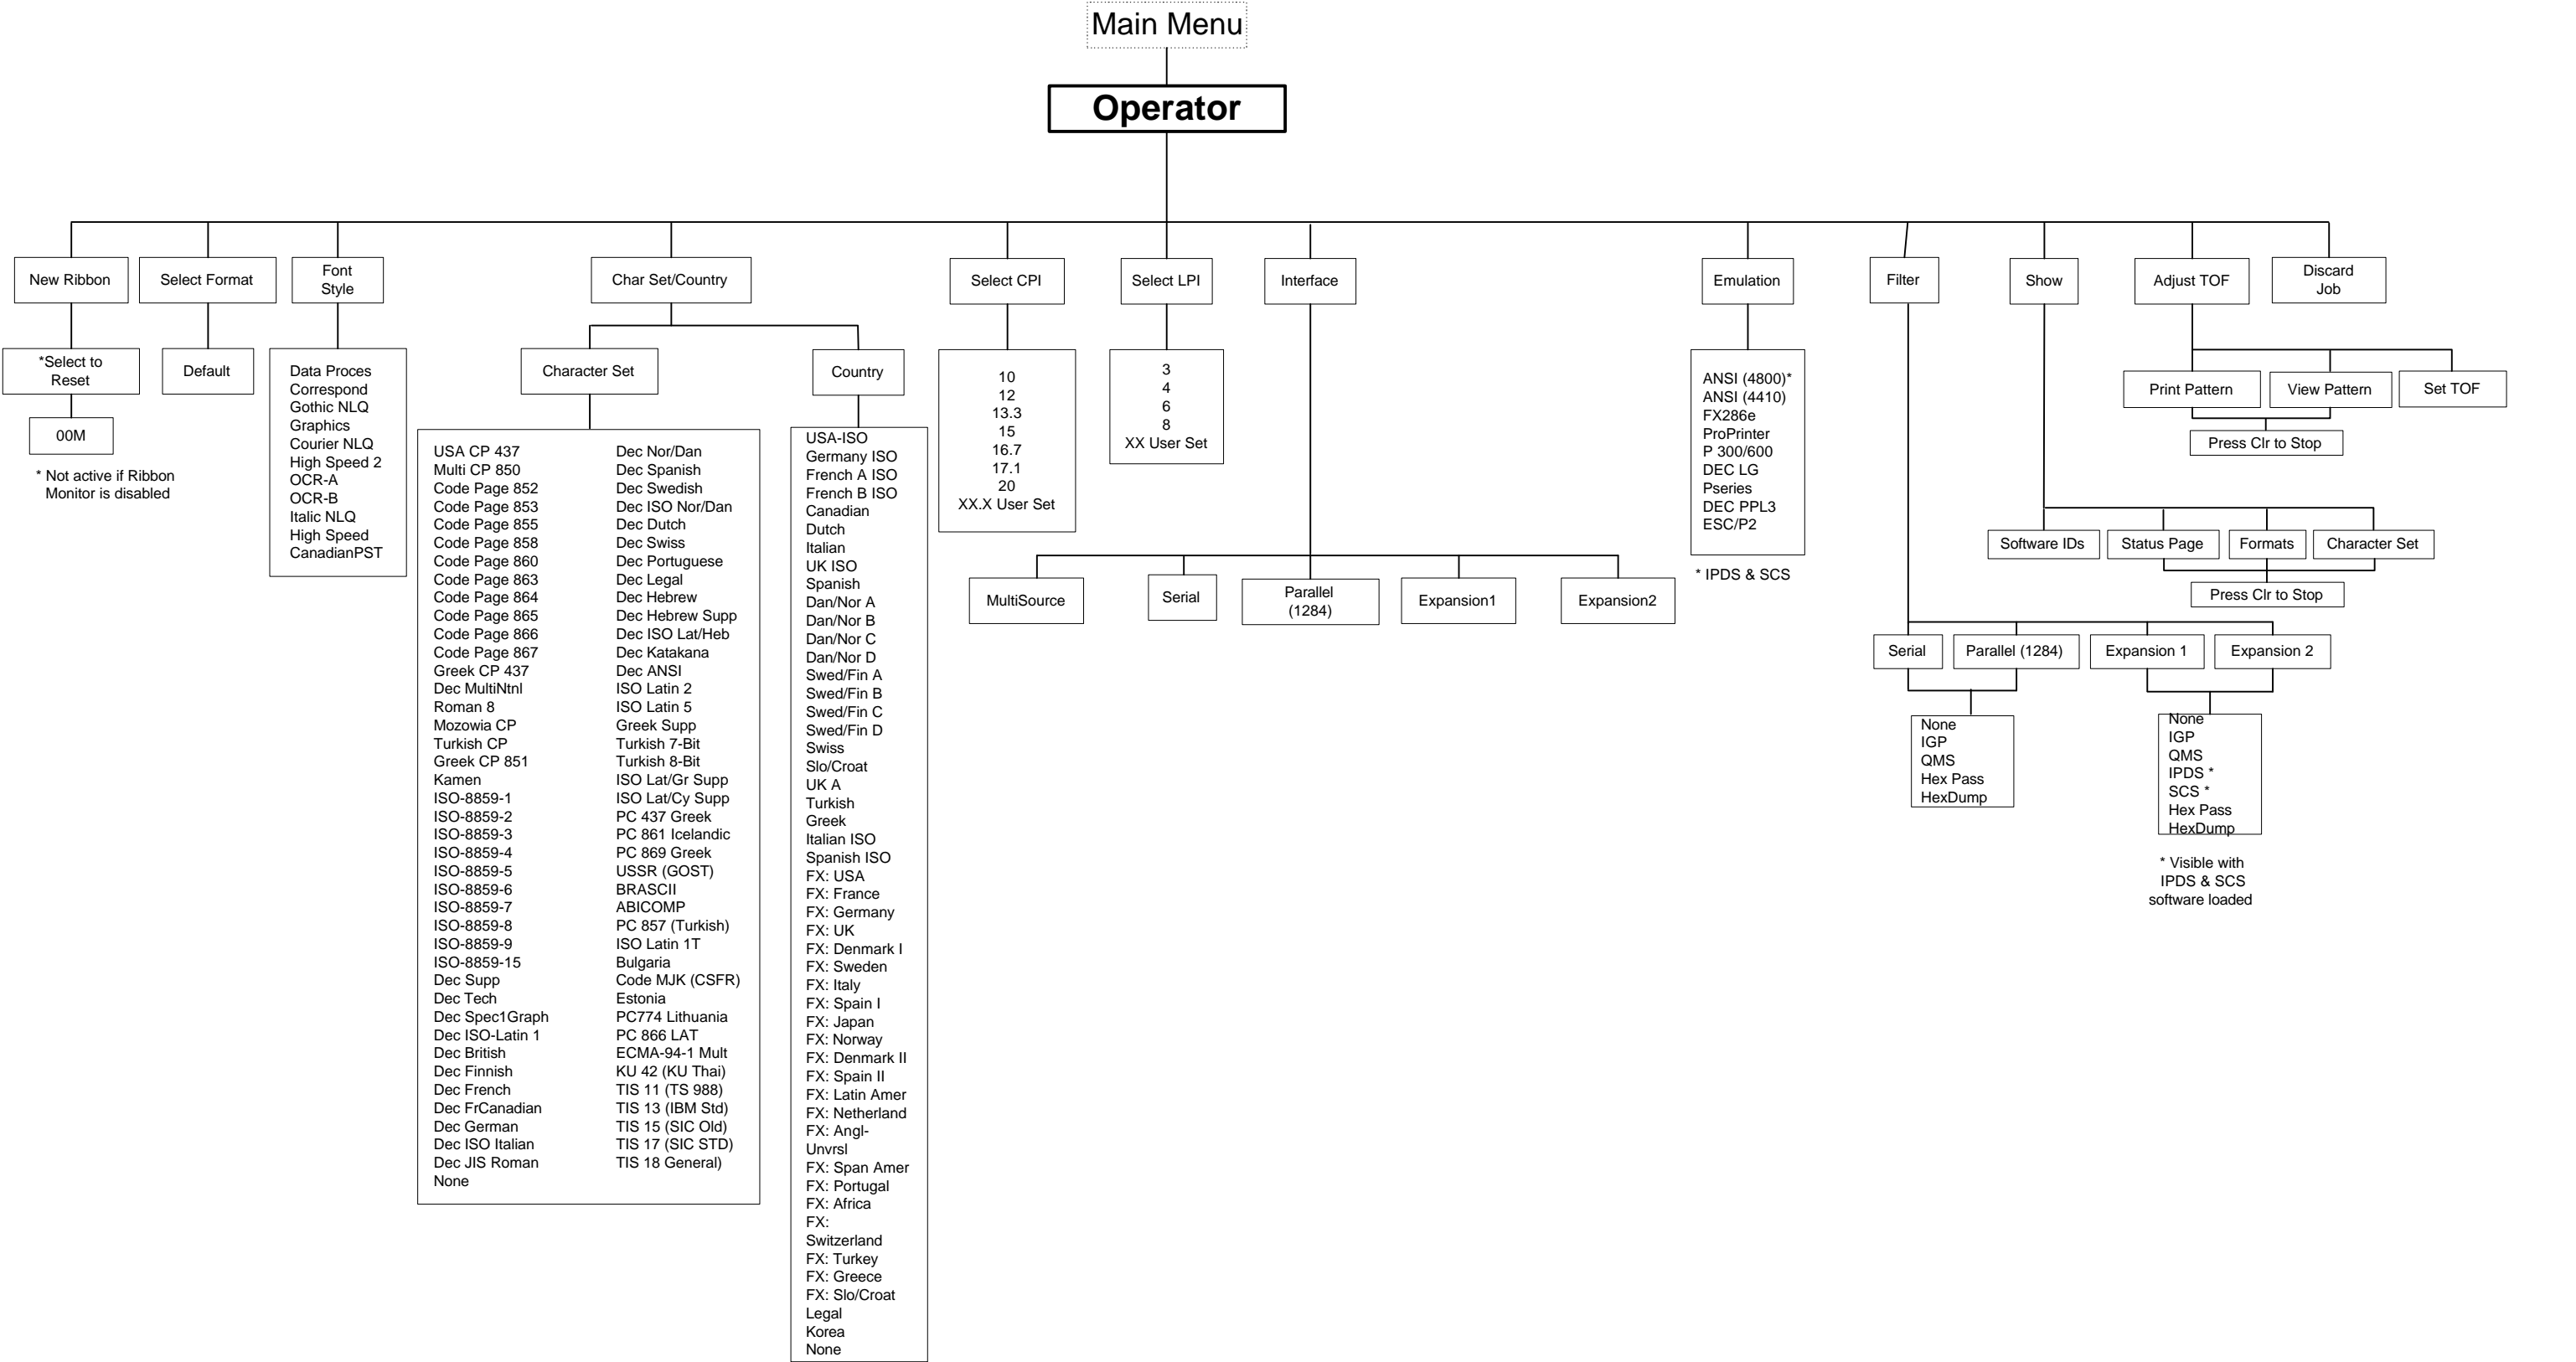 Main Menu
Operator
New Ribbon
*Select to
Reset
00M
* Not active if Ribbon
Monitor is disabled
Select Format
Default
Font
Style
Data Proces
Correspond
Gothic NLQ
Graphics
Courier NLQ
High Speed 2
OCR-A
OCR-B
Italic NLQ
High Speed
CanadianPST
Char Set/Country
Character Set
USA CP 437
Multi CP 850
Code Page 852
Code Page 853
Code Page 855
Code Page 858
Code Page 860
Code Page 863
Code Page 864
Code Page 865
Code Page 866
Code Page 867
Greek CP 437
Dec MultiNtnl
Roman 8
Mozowia CP
Turkish CP
Greek CP 851
Kamen
ISO-8859-1
ISO-8859-2
ISO-8859-3
ISO-8859-4
ISO-8859-5
ISO-8859-6
ISO-8859-7
ISO-8859-8
ISO-8859-9
ISO-8859-15
Dec Supp
Dec Tech
Dec Spec1Graph
Dec ISO-Latin 1
Dec British
Dec Finnish
Dec French
Dec FrCanadian
Dec German
Dec ISO Italian
Dec JIS Roman
None
Dec Nor/Dan
Dec Spanish
Dec Swedish
Dec ISO Nor/Dan
Dec Dutch
Dec Swiss
Dec Portuguese
Dec Legal
Dec Hebrew
Dec Hebrew Supp
Dec ISO Lat/Heb
Dec Katakana
Dec ANSI
ISO Latin 2
ISO Latin 5
Greek Supp
Turkish 7-Bit
Turkish 8-Bit
ISO Lat/Gr Supp
ISO Lat/Cy Supp
PC 437 Greek
PC 861 Icelandic
PC 869 Greek
USSR (GOST)
BRASCII
ABICOMP
PC 857 (Turkish)
ISO Latin 1T
Bulgaria
Code MJK (CSFR)
Estonia
PC774 Lithuania
PC 866 LAT
ECMA-94-1 Mult
KU 42 (KU Thai)
TIS 11 (TS 988)
TIS 13 (IBM Std)
TIS 15 (SIC Old)
TIS 17 (SIC STD)
TIS 18 General)
Country
USA-ISO
Germany ISO
French A ISO
French B ISO
Canadian
Dutch
Italian
UK ISO
Spanish
Dan/Nor A
Dan/Nor B
Dan/Nor C
Dan/Nor D
Swed/Fin A
Swed/Fin B
Swed/Fin C
Swed/Fin D
Swiss
Slo/Croat
UK A
Turkish
Greek
Italian ISO
Spanish ISO
FX: USA
FX: France
FX: Germany
FX: UK
FX: Denmark I
FX: Sweden
FX: Italy
FX: Spain I
FX: Japan
FX: Norway
FX: Denmark II
FX: Spain II
FX: Latin Amer
FX: Netherland
FX: Angl-
Unvrsl
FX: Span Amer
FX: Portugal
FX: Africa
FX:
Switzerland
FX: Turkey
FX: Greece
FX: Slo/Croat
Legal
Korea
None
Select CPI
10
12
13.3
15
16.7
17.1
20
XX.X User Set
Select LPI
3
4
6
8
XX User Set
Interface
MultiSource
Serial
Parallel
(1284)
Expansion1
Expansion2
Emulation
ANSI (4800)*
ANSI (4410)
FX286e
ProPrinter
P 300/600
DEC LG
Pseries
DEC PPL3
ESC/P2
* IPDS & SCS
Filter
Serial
Parallel (1284)
Expansion 1
Expansion 2
None
IGP
QMS
Hex Pass
HexDump
None
IGP
QMS
IPDS *
SCS *
Hex Pass
HexDump
* Visible with
IPDS & SCS
software loaded
Show
Software IDs
Status Page
Formats
Character Set
Press Clr to Stop
Adjust TOF
Print Pattern
View Pattern
Set TOF
Press Clr to Stop
Discard
Job